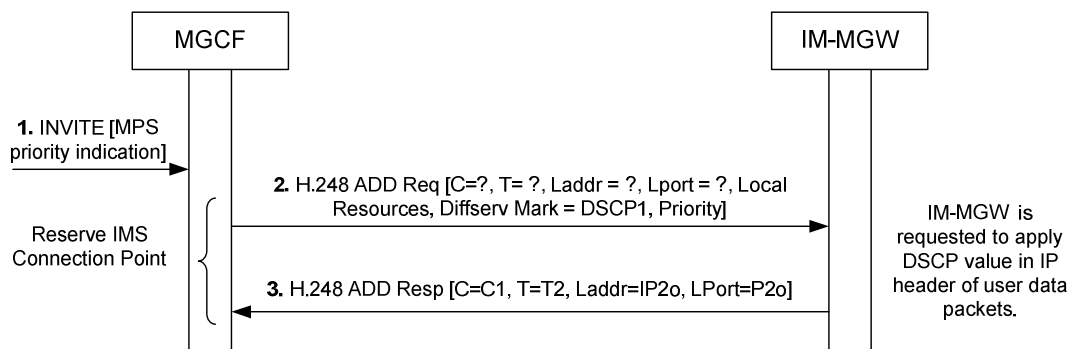 MGCF
IM-MGW
1. INVITE [MPS
priority indication]
2. H.248 ADD Req [C=?, T= ?, Laddr = ?, Lport = ?, Local
Resources, Diffserv Mark = DSCP1, Priority]
Reserve IMS
Connection Point
IM-MGW is
requested to apply
DSCP value in IP
header of user data
packets.
3. H.248 ADD Resp [C=C1, T=T2, Laddr=IP2o, LPort=P2o]